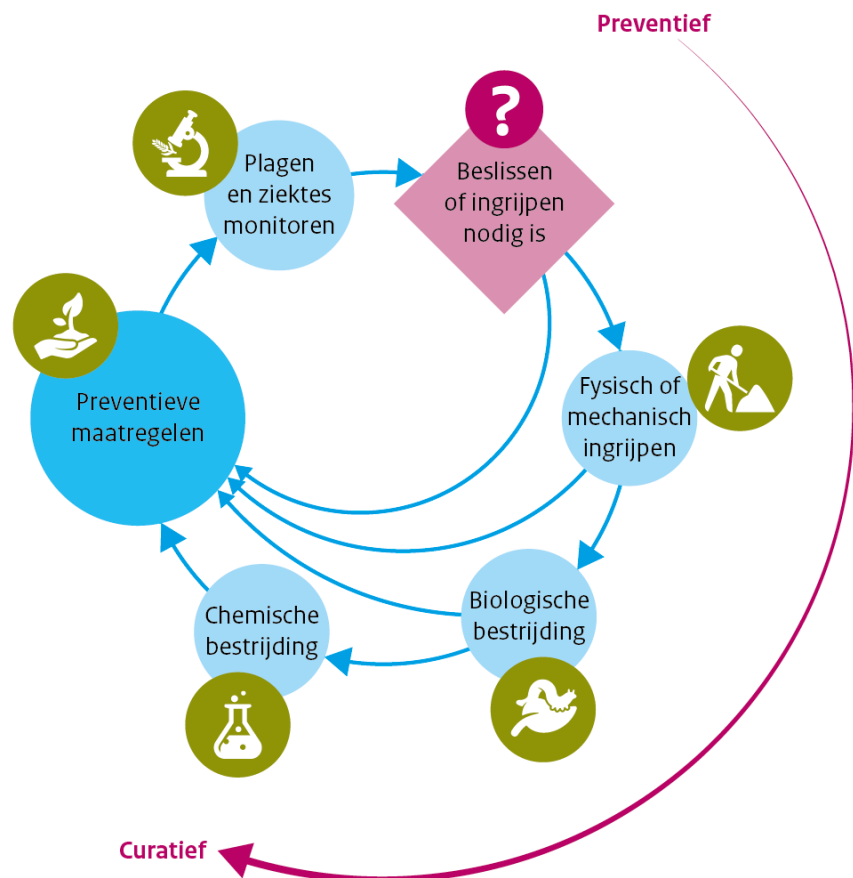 Preventief
?
Plagen
en ziektes
monitoren
Beslissen
of ingrijpen
nodig is
Fysisch of
mechanisch
ingrijpen
Preventieve
maatregelen
Biologische
bestrijding
Chemische
bestrijding
Curatief